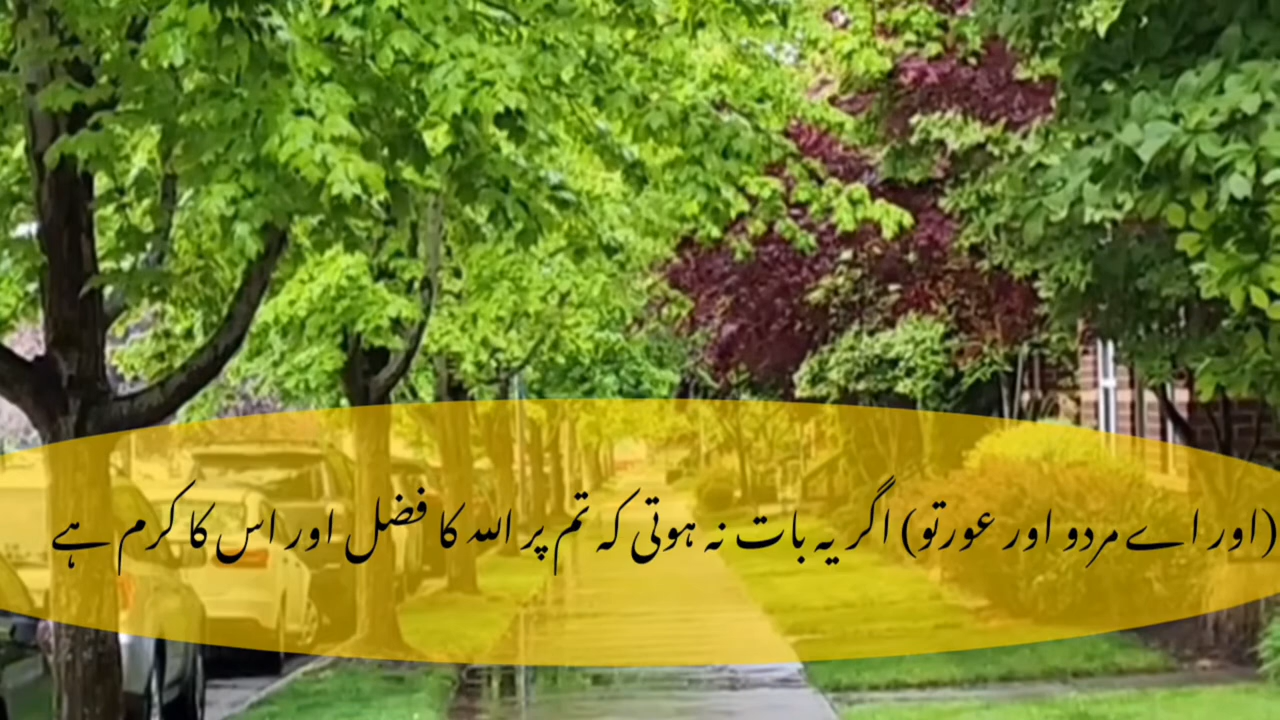 (اور اے مردو اور عورتو) اگر یہ بات نہ ہوتی کہ تم پر اللہ کا فضل اور اس کا کرم ہے